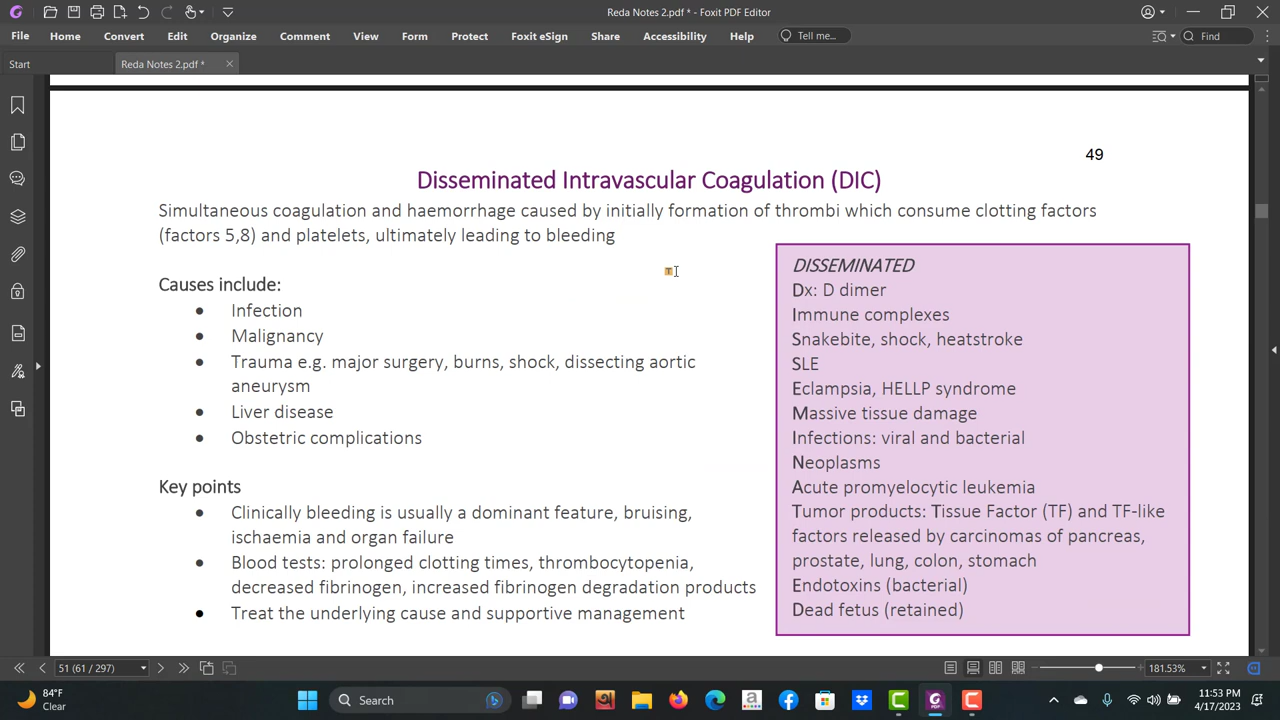 Reda Notes 2.pdf * - Foxit PDF Editor
File Home Convert Edit Organize Comment View Form Protect Foxit eSign Share Accessibility Help Tell me... Find
Start Reda Notes 2.pdf *
49
Disseminated Intravascular Coagulation (DIC)
Simultaneous coagulation and haemorrhage caused by initially formation of thrombi which consume clotting factors
(factors 5,8) and platelets, ultimately leading to bleeding
Causes include:
• Infection
• Malignancy
• Trauma e.g. major surgery, burns, shock, dissecting aortic
aneurysm
• Liver disease
• Obstetric complications
Key points
• Clinically bleeding is usually a dominant feature, bruising,
ischaemia and organ failure
• Blood tests: prolonged clotting times, thrombocytopenia,
decreased fibrinogen, increased fibrinogen degradation products
• Treat the underlying cause and supportive management
DISSEMINATED
Dx: D dimer
Immune complexes
Snakebite, shock, heatstroke
SLE
Eclampsia, HELLP syndrome
Massive tissue damage
Infections: viral and bacterial
Neoplasms
Acute promyelocytic leukemia
Tumor products: Tissue Factor (TF) and TF-like
factors released by carcinomas of pancreas,
prostate, lung, colon, stomach
Endotoxins (bacterial)
Dead fetus (retained)
51 (61 / 297) 181.53%
84°F
Clear
Search
11:53 PM
4/17/2023